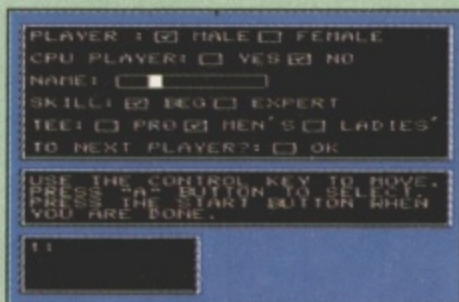 PLAYER : MALE FEMALE
CPU PLAYER: YES NO
NAME:
SKILL: BEG EXPERT
TEE: PRO MEN'S LADIES'
TO NEXT PLAYER?: OK
USE THE CONTROL KEY TO MOVE.
PRESS "A" BUTTON TO SELECT.
PRESS THE START BUTTON WHEN
YOU ARE DONE.
1: